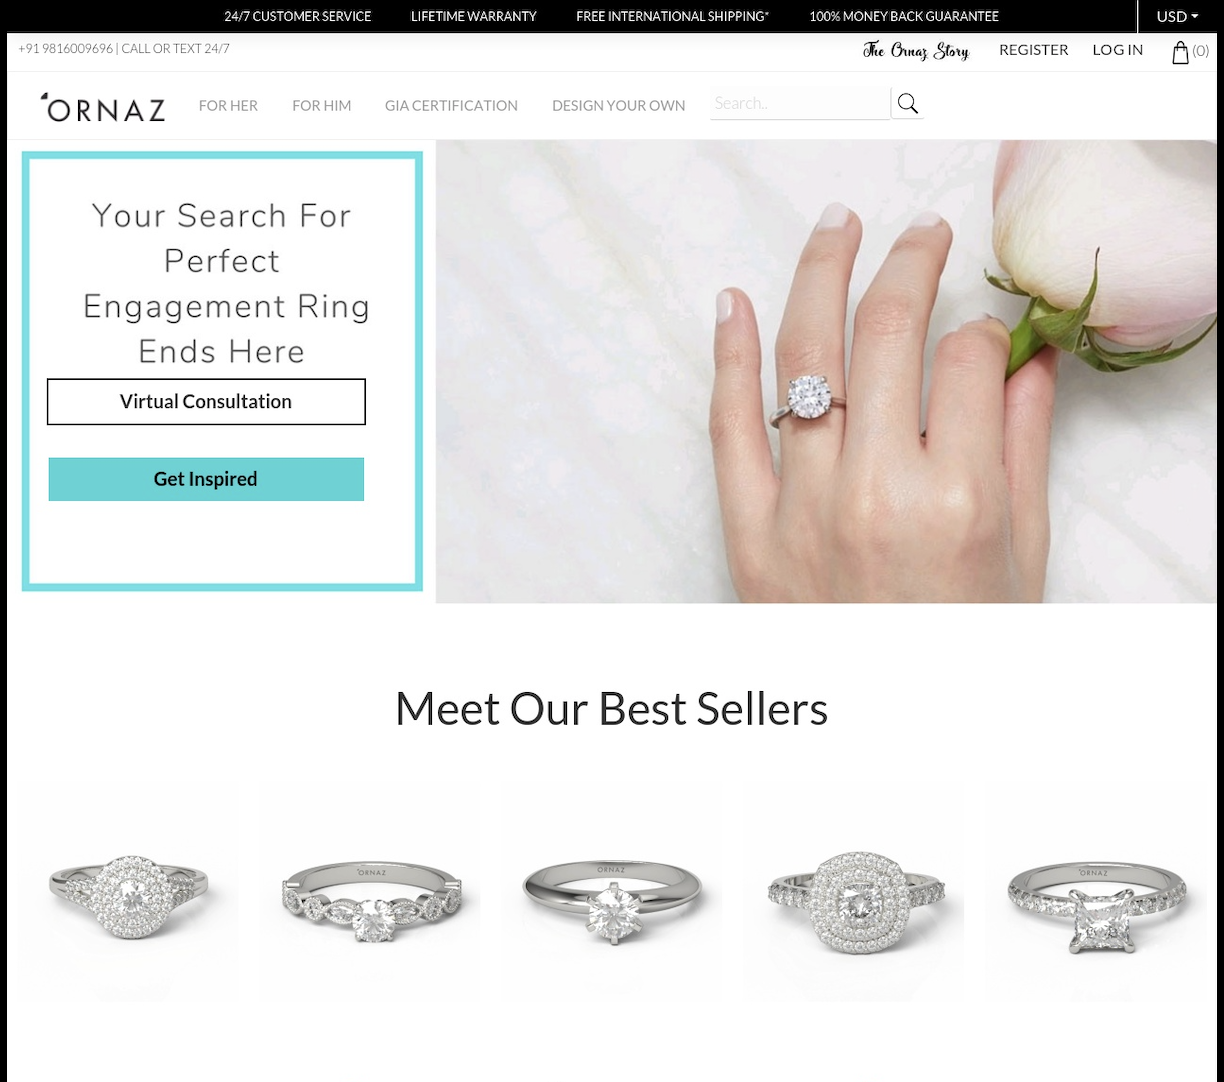 24/7 CUSTOMER SERVICE LIFETIME WARRANTY FREE INTERNATIONAL SHIPPING* 100% MONEY BACK GUARANTEE USD
+91 9816009696 | CALL OR TEXT 24/7 The Ornaz Story REGISTER LOG IN (0)
ORNAZ FOR HER FOR HIM GIA CERTIFICATION DESIGN YOUR OWN Search..
Your Search For
Perfect
Engagement Ring
Ends Here
Virtual Consultation
Get Inspired
Meet Our Best Sellers
ORNAZ ORNAZ ORNAZ